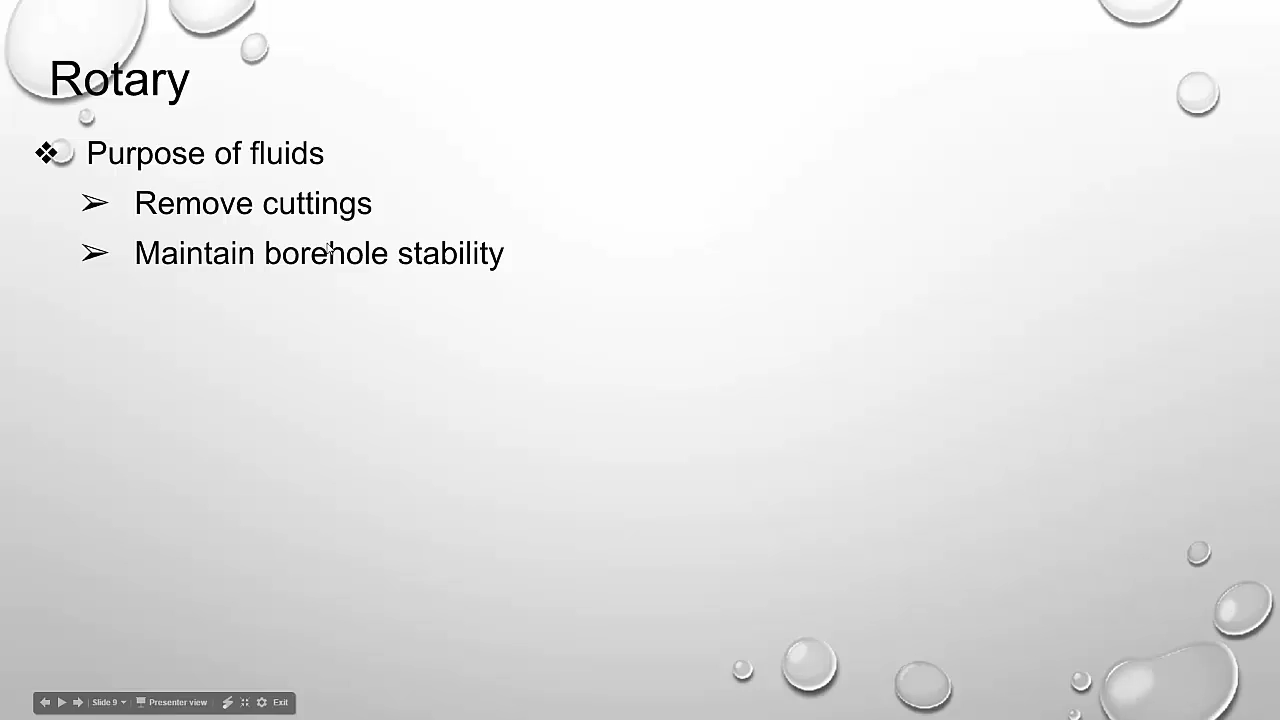 Rotary
❖ Purpose of fluids
➢ Remove cuttings
➢ Maintain borehole stability
Slide 9 Presenter view Exit